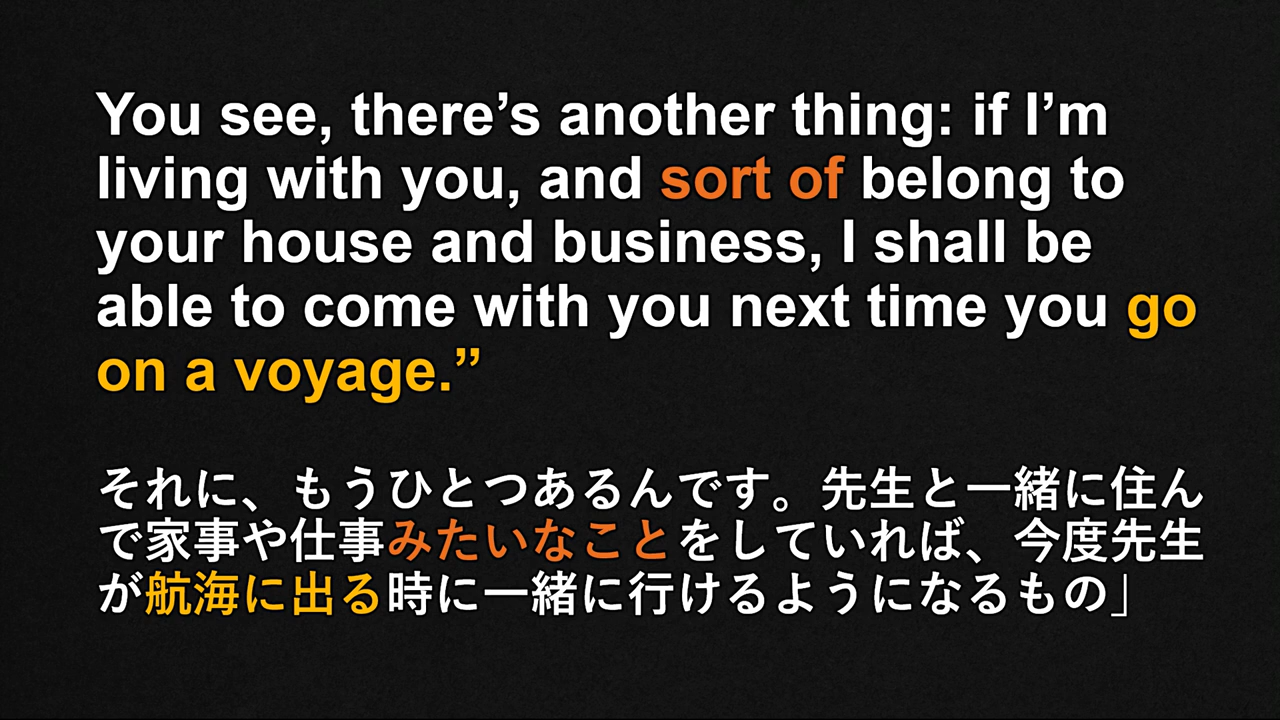 You see, there’s another thing: if I’m
living with you, and sort of belong to
your house and business, I shall be
able to come with you next time you go
on a voyage.”
それに、もうひとつあるんです。先生と一緒に住ん
で家事や仕事みたいなことをしていれば、今度先生
が航海に出る時に一緒に行けるようになるもの」